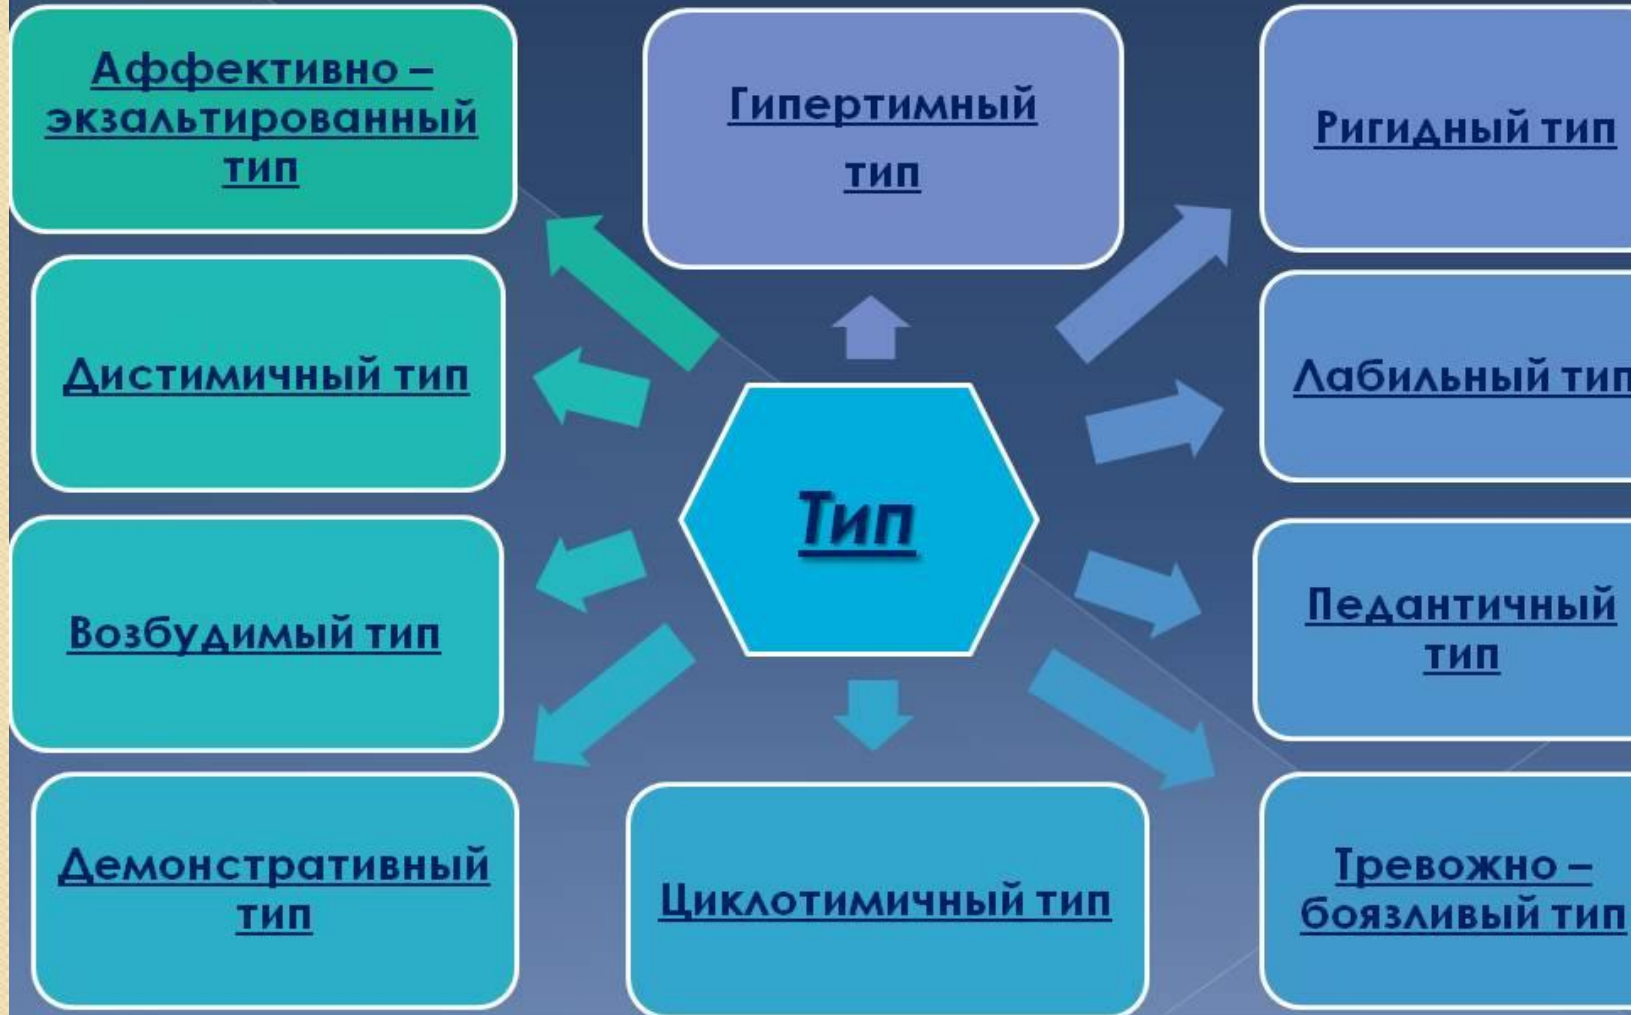 Аффективно –
экзальтированный
тип
Гипертимный
тип
Ригидный тип
Дистимичный тип
Лабильный тип
Тип
Возбудимый тип
Педантичный
тип
Демонстративный
тип
Циклотимичный тип
Тревожно –
боязливый тип